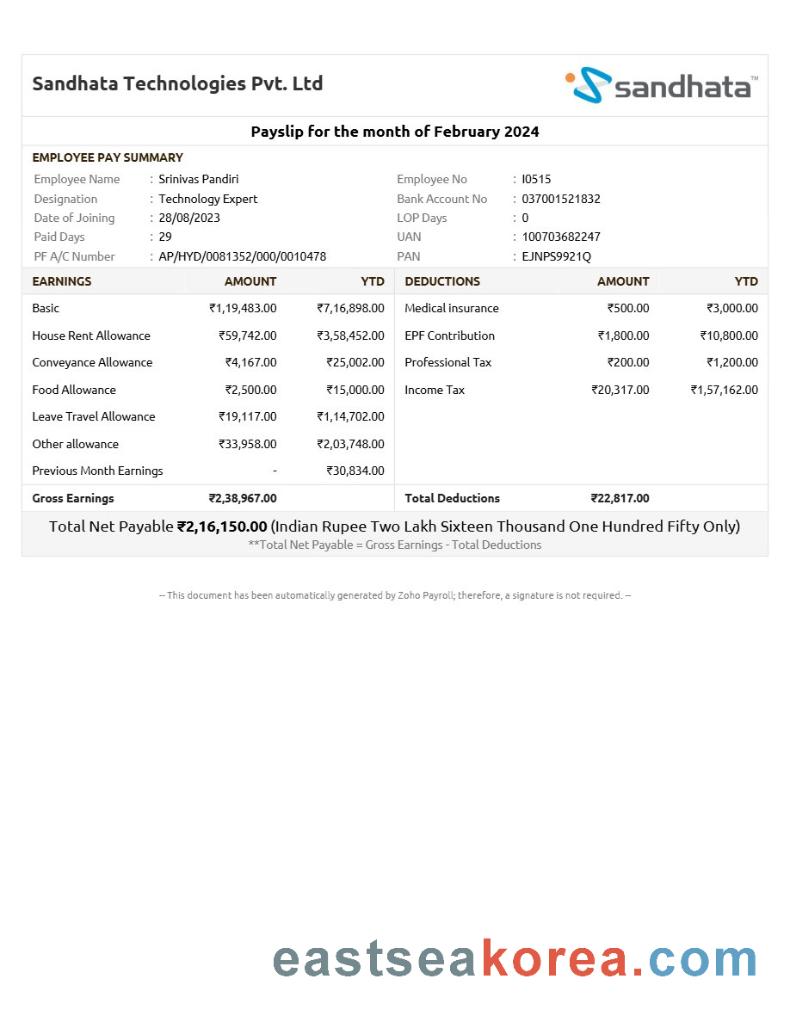 Sandhata Technologies Pvt. Ltd
sandhata™
Payslip for the month of February 2024
EMPLOYEE PAY SUMMARY
Employee Name : Srinivas Pandiri Employee No : I0515
Designation : Technology Expert Bank Account No : 037001521832
Date of Joining : 28/08/2023 LOP Days : 0
Paid Days : 29 UAN : 100703682247
PF A/C Number : AP/HYD/0081352/000/0010478 PAN : EJNPS9921Q
EARNINGS AMOUNT YTD DEDUCTIONS AMOUNT YTD
Basic ₹1,19,483.00 ₹7,16,898.00 Medical insurance ₹500.00 ₹3,000.00
House Rent Allowance ₹59,742.00 ₹3,58,452.00 EPF Contribution ₹1,800.00 ₹10,800.00
Conveyance Allowance ₹4,167.00 ₹25,002.00 Professional Tax ₹200.00 ₹1,200.00
Food Allowance ₹2,500.00 ₹15,000.00 Income Tax ₹20,317.00 ₹1,57,162.00
Leave Travel Allowance ₹19,117.00 ₹1,14,702.00
Other allowance ₹33,958.00 ₹2,03,748.00
Previous Month Earnings - ₹30,834.00
Gross Earnings ₹2,38,967.00 Total Deductions ₹22,817.00
Total Net Payable ₹2,16,150.00 (Indian Rupee Two Lakh Sixteen Thousand One Hundred Fifty Only)
**Total Net Payable = Gross Earnings - Total Deductions
-- This document has been automatically generated by Zoho Payroll; therefore, a signature is not required. --
eastseakorea.com